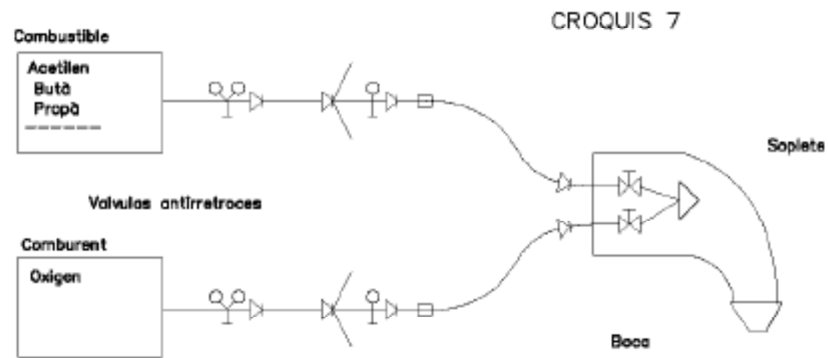 CROQUIS 7
Combustible
Acetilen
Butà
Propà
Soplete
Valvulas antirretroces
Comburent
Oxigen
Boca